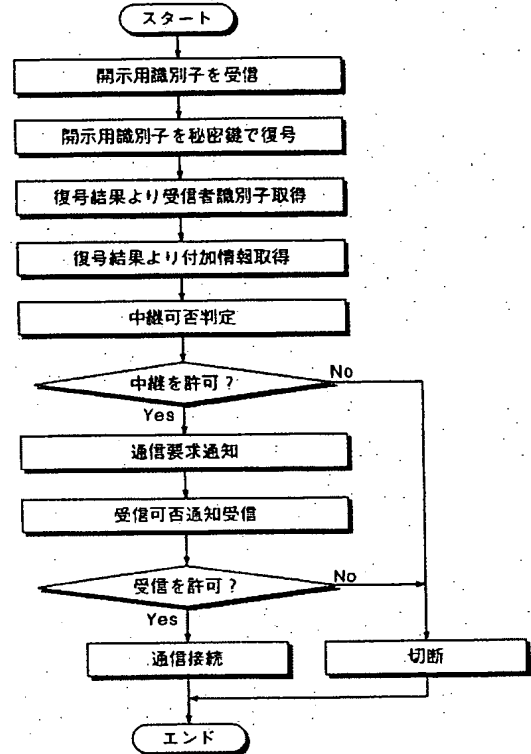 スタート
開示用識別子を受信
開示用識別子を秘密鍵で復号
復号結果より受信者識別子取得
復号結果より付加情報取得
中継可否判定
中継を許可?
No
Yes
通信要求通知
受信可否通知受信
受信を許可?
No
Yes
通信接続
切断
エンド